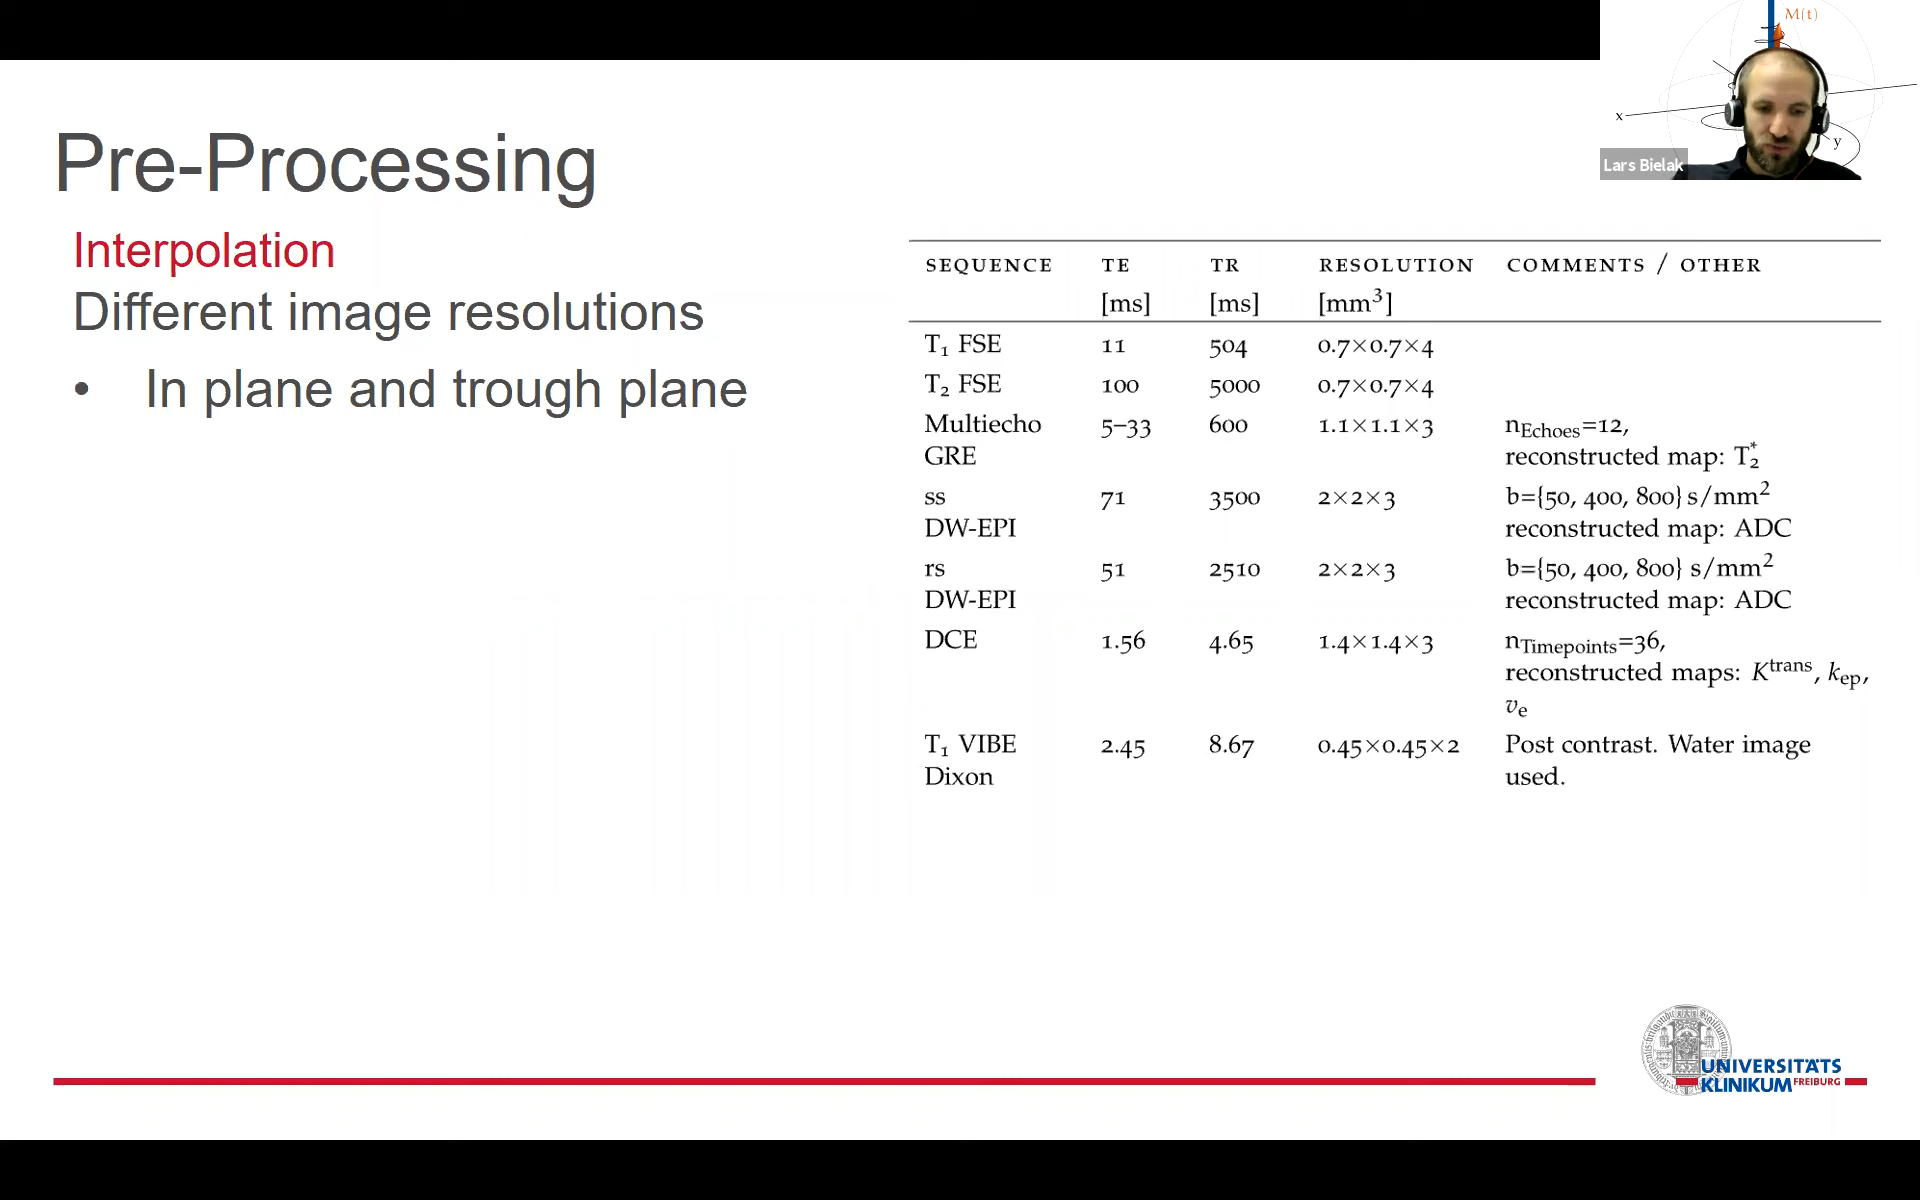 M(t)
x
y
Lars Bielak
Pre-Processing
Interpolation
Different image resolutions
• In plane and trough plane
SEQUENCE TE TR RESOLUTION COMMENTS / OTHER
[ms] [ms] [mm³]
T₁ FSE 11 504 0.7×0.7×4
T₂ FSE 100 5000 0.7×0.7×4
Multiecho 5–33 600 1.1×1.1×3 nEchoes=12,
GRE reconstructed map: T₂*
ss 71 3500 2×2×3 b={50, 400, 800} s/mm²
DW-EPI reconstructed map: ADC
rs 51 2510 2×2×3 b={50, 400, 800} s/mm²
DW-EPI reconstructed map: ADC
DCE 1.56 4.65 1.4×1.4×3 nTimepoints=36,
reconstructed maps: Ktrans, kep,
ve
T₁ VIBE 2.45 8.67 0.45×0.45×2 Post contrast. Water image
Dixon used.
UNIVERSITÄTS
KLINIKUM FREIBURG